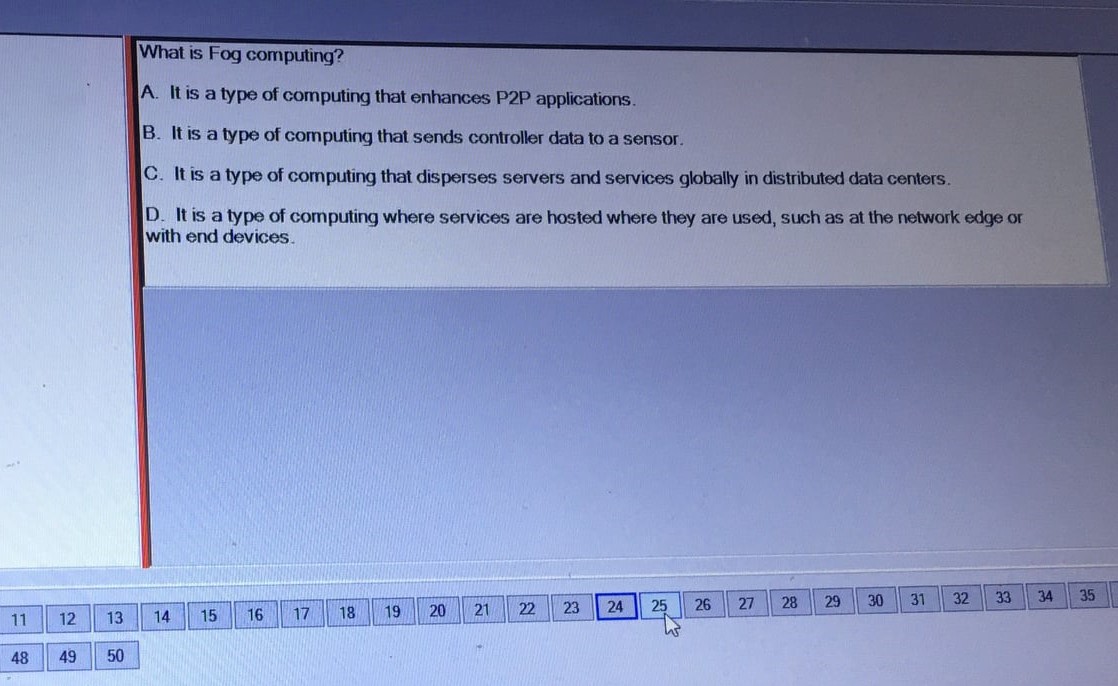 What is Fog computing?
A. It is a type of computing that enhances P2P applications.
B. It is a type of computing that sends controller data to a sensor.
C. It is a type of computing that disperses servers and services globally in distributed data centers.
D. It is a type of computing where services are hosted where they are used, such as at the network edge or
with end devices.
11 12 13 14 15 16 17 18 19 20 21 22 23 24 25 26 27 28 29 30 31 32 33 34 35
48 49 50